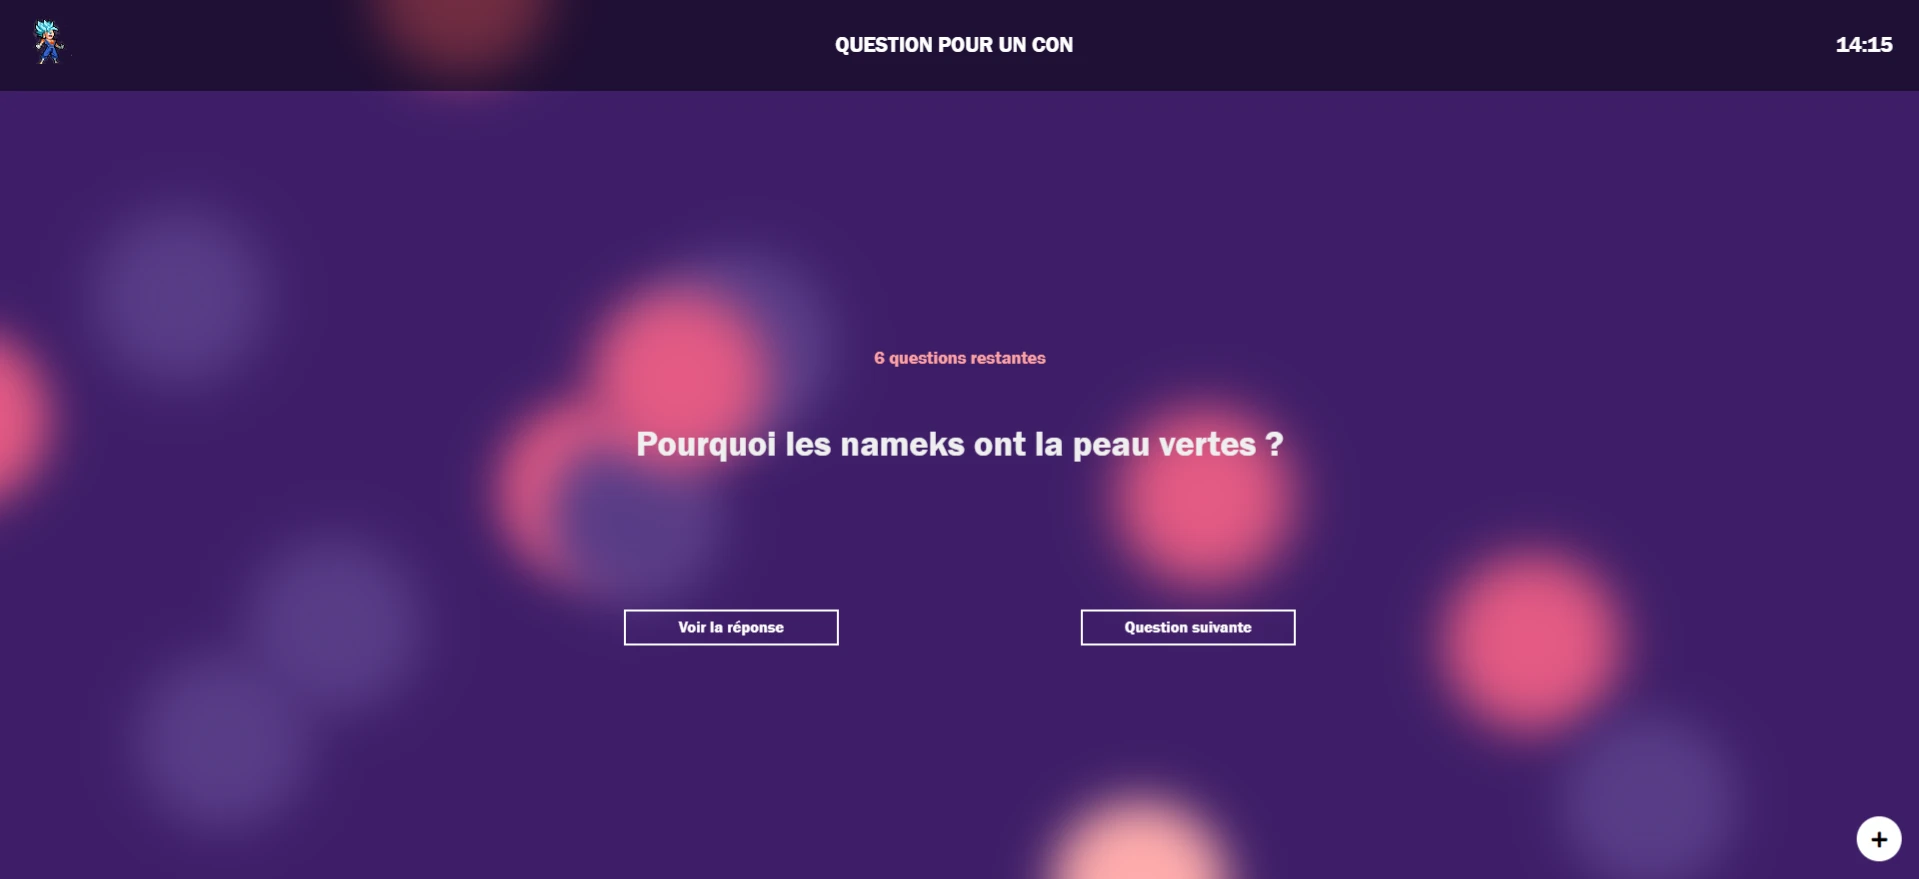 QUESTION POUR UN CON
14:15
6 questions restantes
Pourquoi les nameks ont la peau vertes ?
Voir la réponse
Question suivante
+